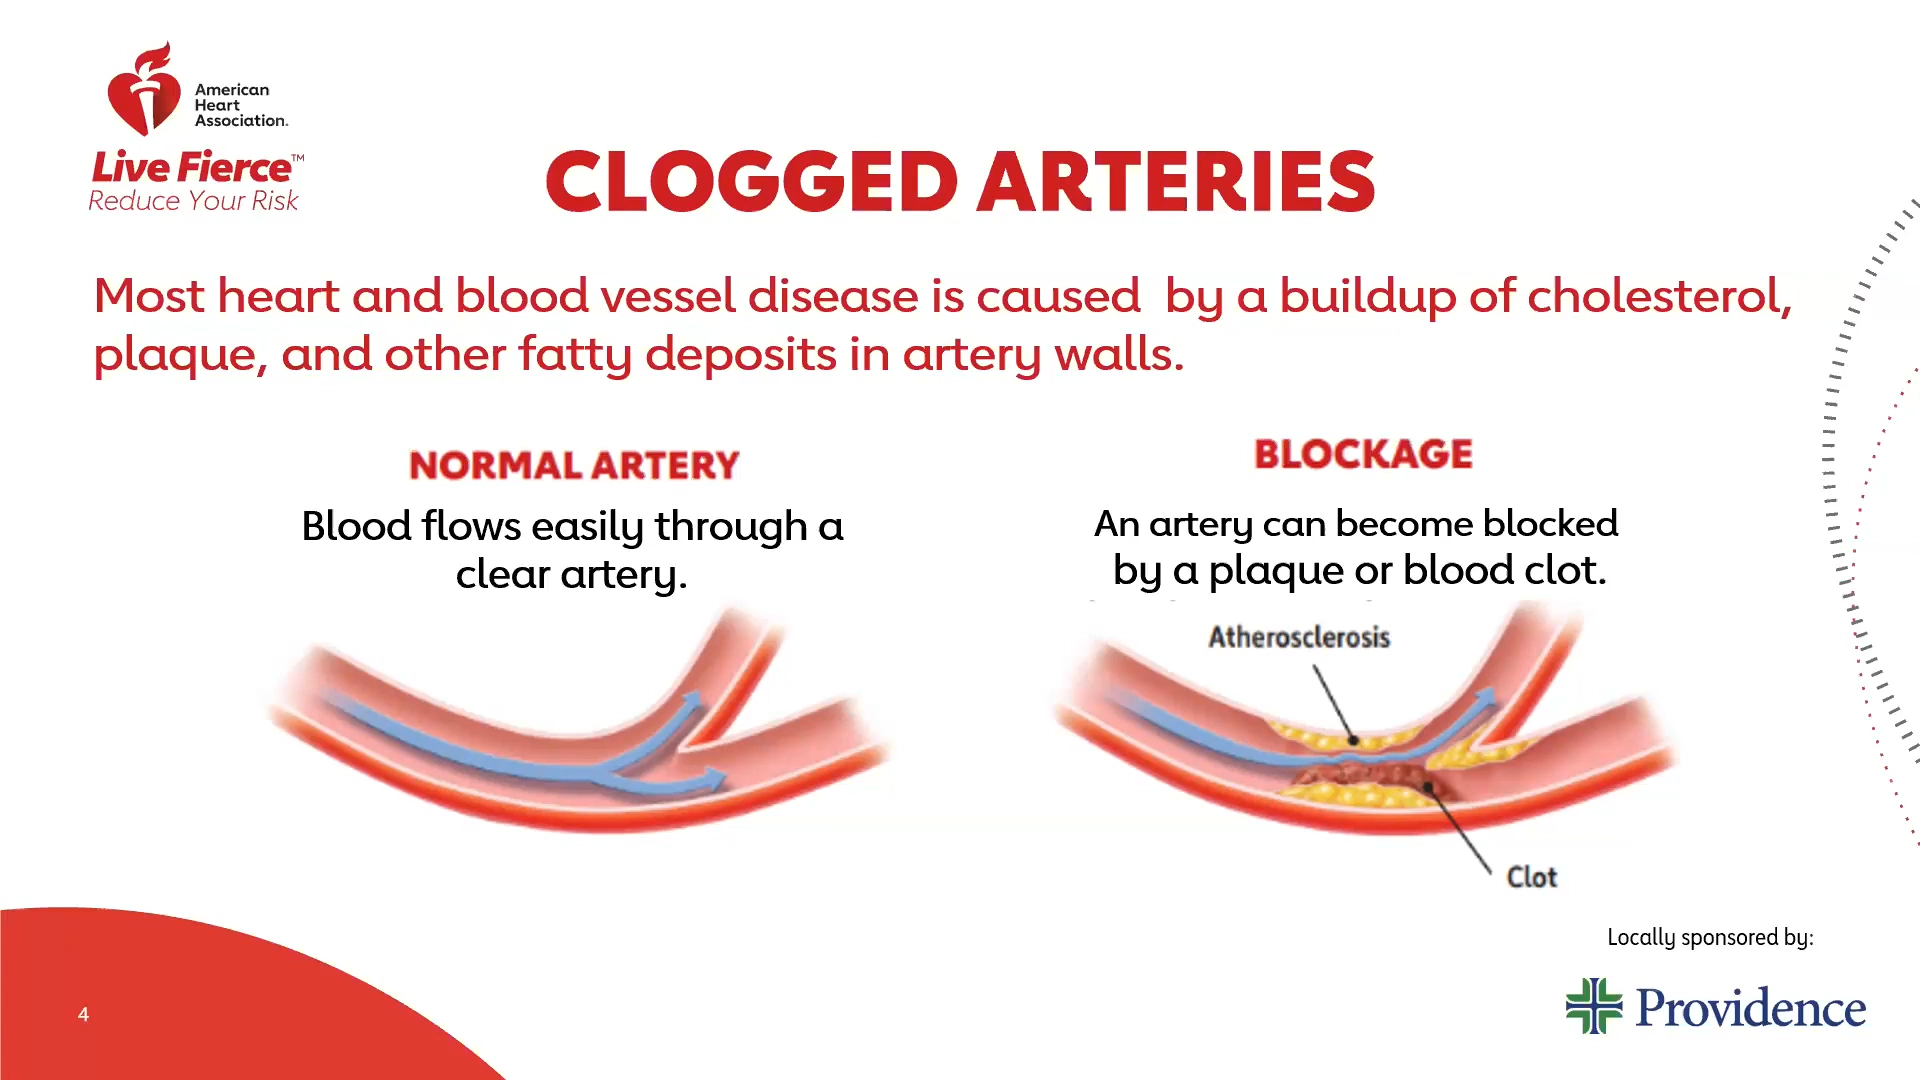 American
Heart
Association.
Live Fierce™
Reduce Your Risk
CLOGGED ARTERIES
Most heart and blood vessel disease is caused by a buildup of cholesterol,
plaque, and other fatty deposits in artery walls.
NORMAL ARTERY
Blood flows easily through a
clear artery.
BLOCKAGE
An artery can become blocked
by a plaque or blood clot.
Atherosclerosis
Clot
Locally sponsored by:
Providence
4